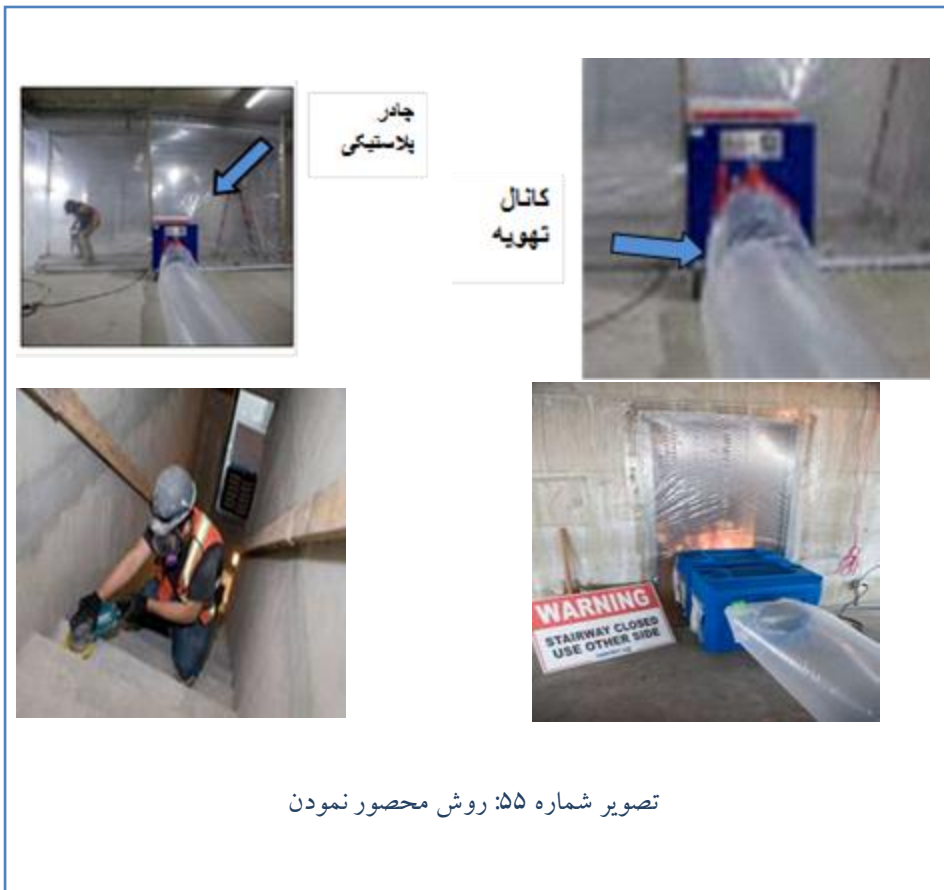 چادر
پلاستیکی
کانال
تهویه
WARNING
STAIRWAY CLOSED
USE OTHER SIDE
تصویر شماره ۵۵: روش محصور نمودن